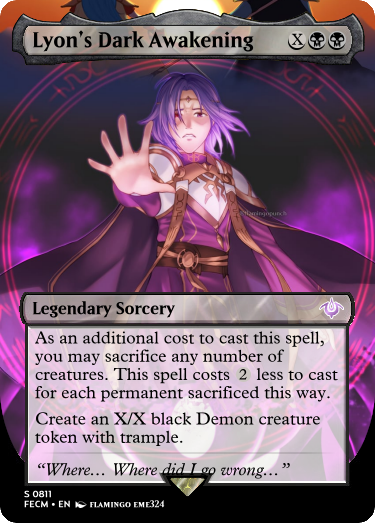 Lyon's Dark Awakening X
Legendary Sorcery
As an additional cost to cast this spell,
you may sacrifice any number of
creatures. This spell costs 2 less to cast
for each permanent sacrificed this way.
Create an X/X black Demon creature
token with trample.
“Where... Where did I go wrong...”
S 0811
FECM • EN FLAMINGO EME324